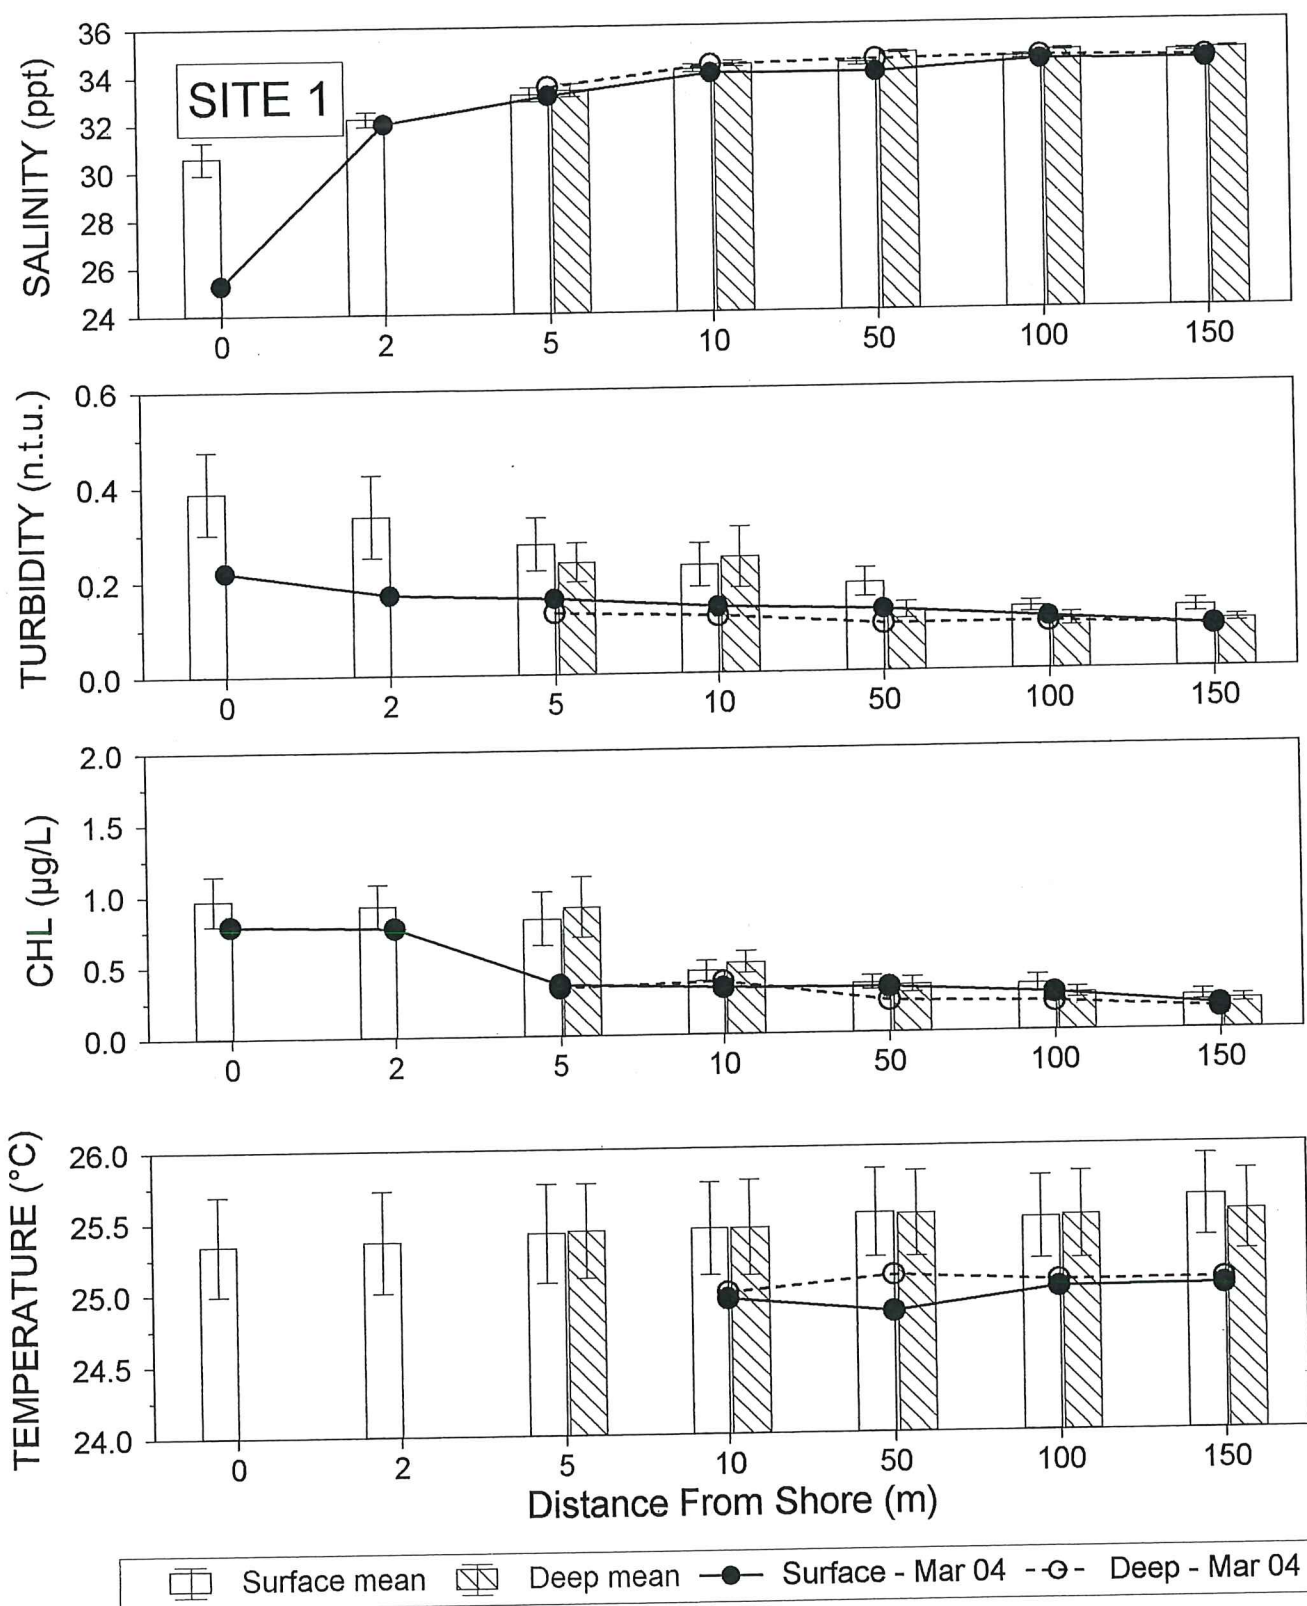 SITE 1
SALINITY (ppt)
36
34
32
30
28
26
24
0 2 5 10 50 100 150
TURBIDITY (n.t.u.)
0.6
0.4
0.2
0.0
0 2 5 10 50 100 150
CHL (µg/L)
2.0
1.5
1.0
0.5
0.0
0 2 5 10 50 100 150
TEMPERATURE (°C)
26.0
25.5
25.0
24.5
24.0
0 2 5 10 50 100 150
Distance From Shore (m)
Surface mean Deep mean Surface - Mar 04 Deep - Mar 04